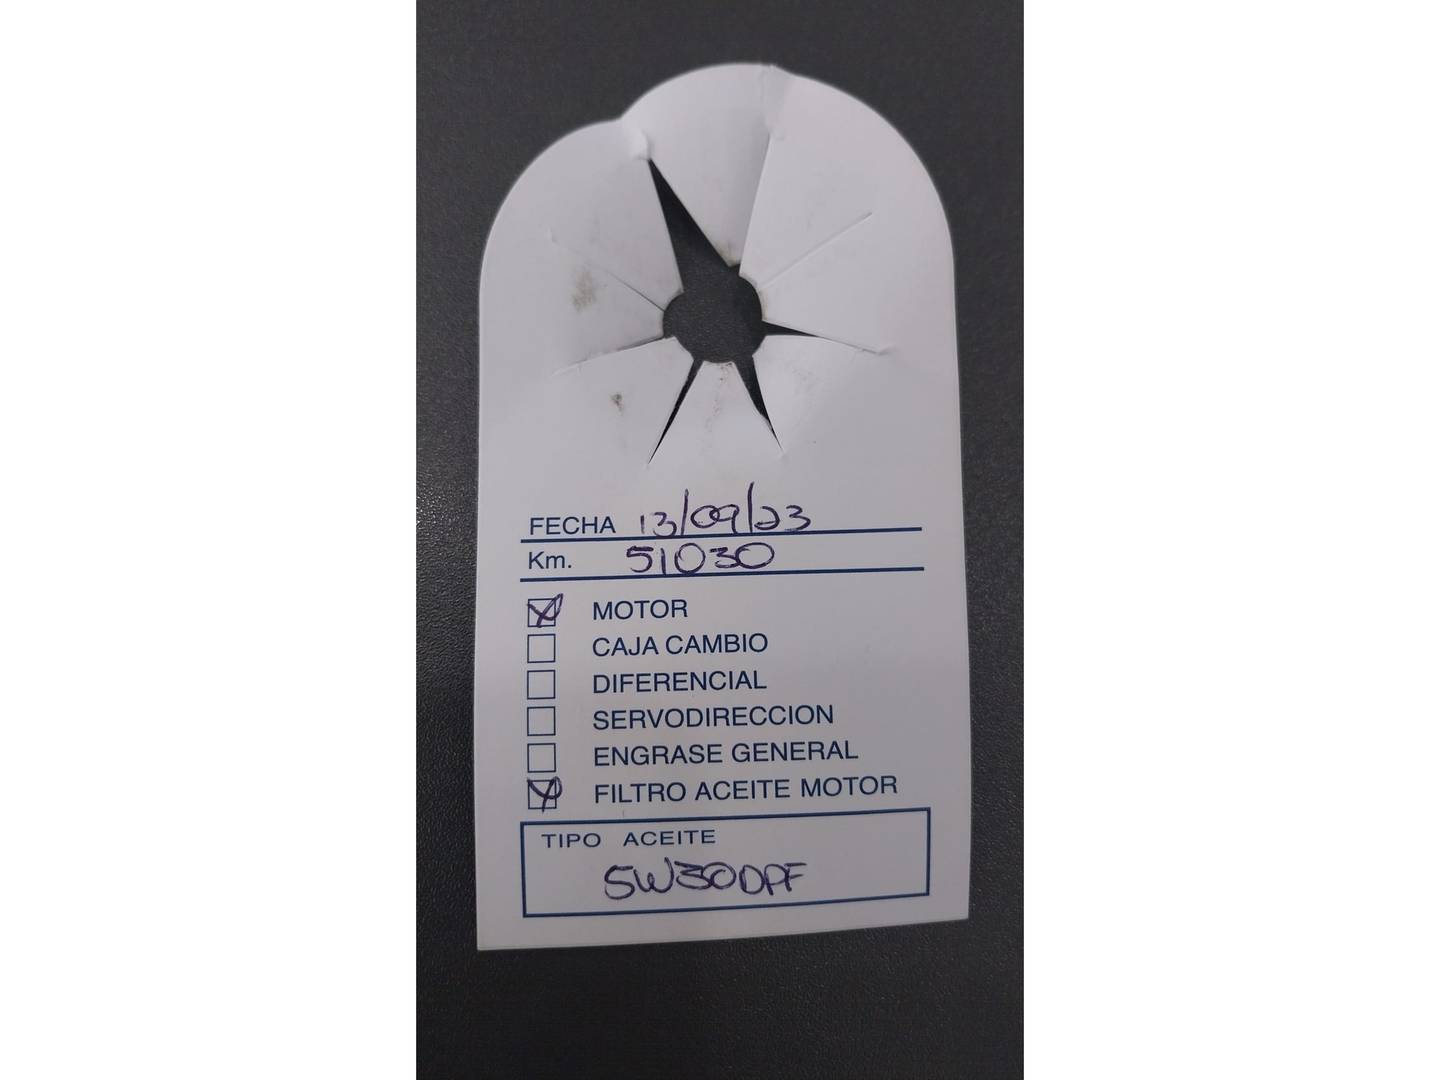 FECHA 13/09/23
Km. 51030
MOTOR
CAJA CAMBIO
DIFERENCIAL
SERVODIRECCION
ENGRASE GENERAL
FILTRO ACEITE MOTOR
TIPO ACEITE
5W30DPF